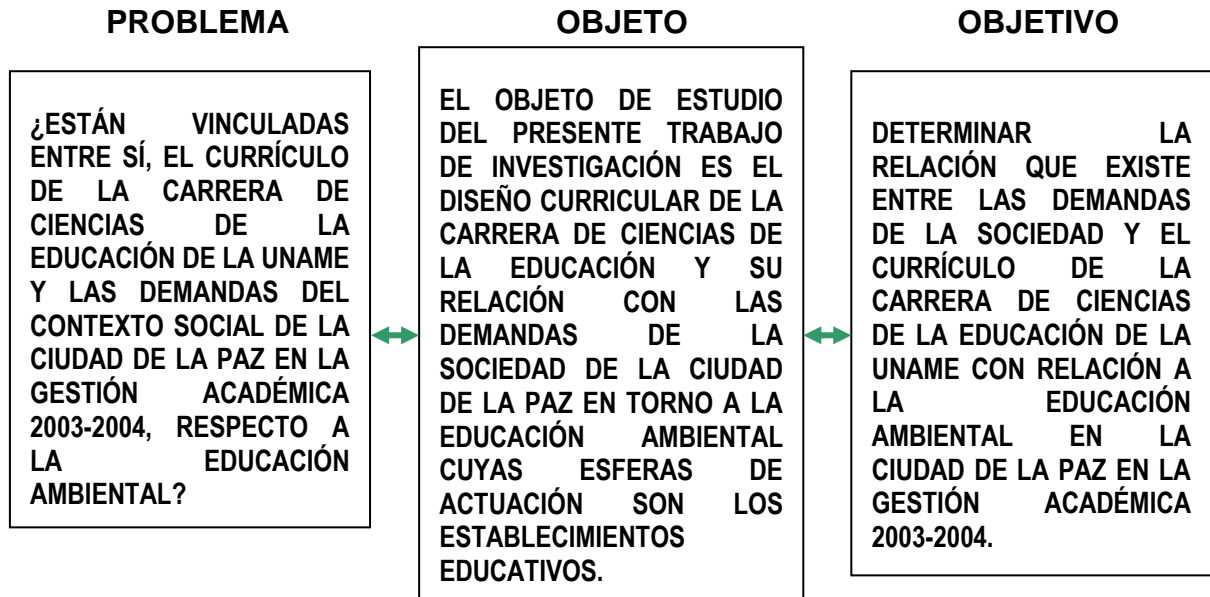 PROBLEMA
¿ESTÁN VINCULADAS
ENTRE SÍ, EL CURRÍCULO
DE LA CARRERA DE
CIENCIAS DE LA
EDUCACIÓN DE LA UNAME
Y LAS DEMANDAS DEL
CONTEXTO SOCIAL DE LA
CIUDAD DE LA PAZ EN LA
GESTIÓN ACADÉMICA
2003-2004, RESPECTO A
LA EDUCACIÓN
AMBIENTAL?
OBJETO
EL OBJETO DE ESTUDIO
DEL PRESENTE TRABAJO
DE INVESTIGACIÓN ES EL
DISEÑO CURRICULAR DE LA
CARRERA DE CIENCIAS DE
LA EDUCACIÓN Y SU
RELACIÓN CON LAS
DEMANDAS DE LA
SOCIEDAD DE LA CIUDAD
DE LA PAZ EN TORNO A LA
EDUCACIÓN AMBIENTAL
CUYAS ESFERAS DE
ACTUACIÓN SON LOS
ESTABLECIMIENTOS
EDUCATIVOS.
OBJETIVO
DETERMINAR LA
RELACIÓN QUE EXISTE
ENTRE LAS DEMANDAS
DE LA SOCIEDAD Y EL
CURRÍCULO DE LA
CARRERA DE CIENCIAS
DE LA EDUCACIÓN DE LA
UNAME CON RELACIÓN A
LA EDUCACIÓN
AMBIENTAL EN LA
CIUDAD DE LA PAZ EN LA
GESTIÓN ACADÉMICA
2003-2004.